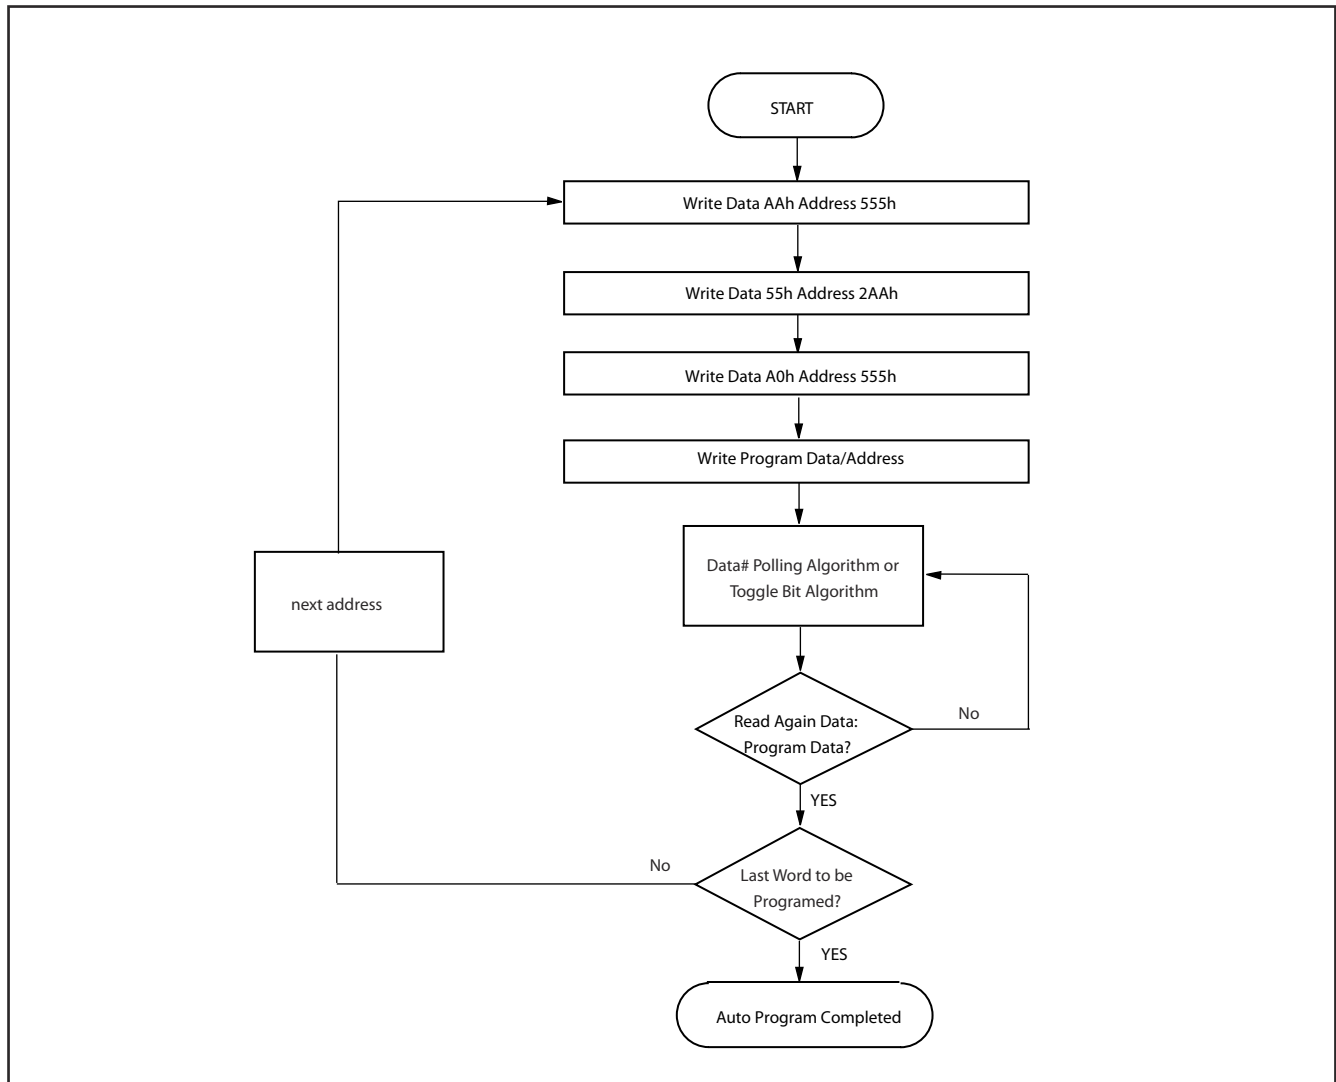 START
Write Data AAh Address 555h
Write Data 55h Address 2AAh
Write Data A0h Address 555h
Write Program Data/Address
Data# Polling Algorithm or
Toggle Bit Algorithm
next address
Read Again Data:
Program Data?
No
YES
No
Last Word to be
Programed?
YES
Auto Program Completed